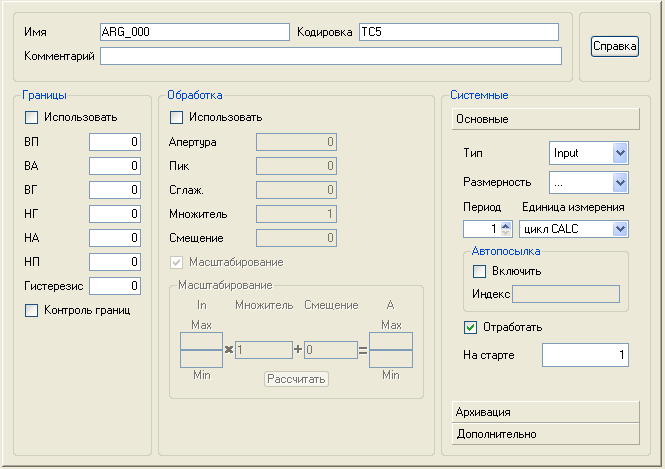 Имя ARG_000 Кодировка TC5
Комментарий
Справка
Границы
Использовать
ВП 0
ВА 0
ВГ 0
НГ 0
НА 0
НП 0
Гистерезис 0
Контроль границ
Обработка
Использовать
Апертура 0
Пик 0
Сглаж. 0
Множитель 1
Смещение 0
Масштабирование
Масштабирование
In Множитель Смещение A
Max Max
× 1 + 0 =
Min Min
Рассчитать
Системные
Основные
Тип Input
Размерность ...
Период Единица измерения
1 цикл CALC
Автопосылка
Включить
Индекс
Отработать
На старте 1
Архивация
Дополнительно